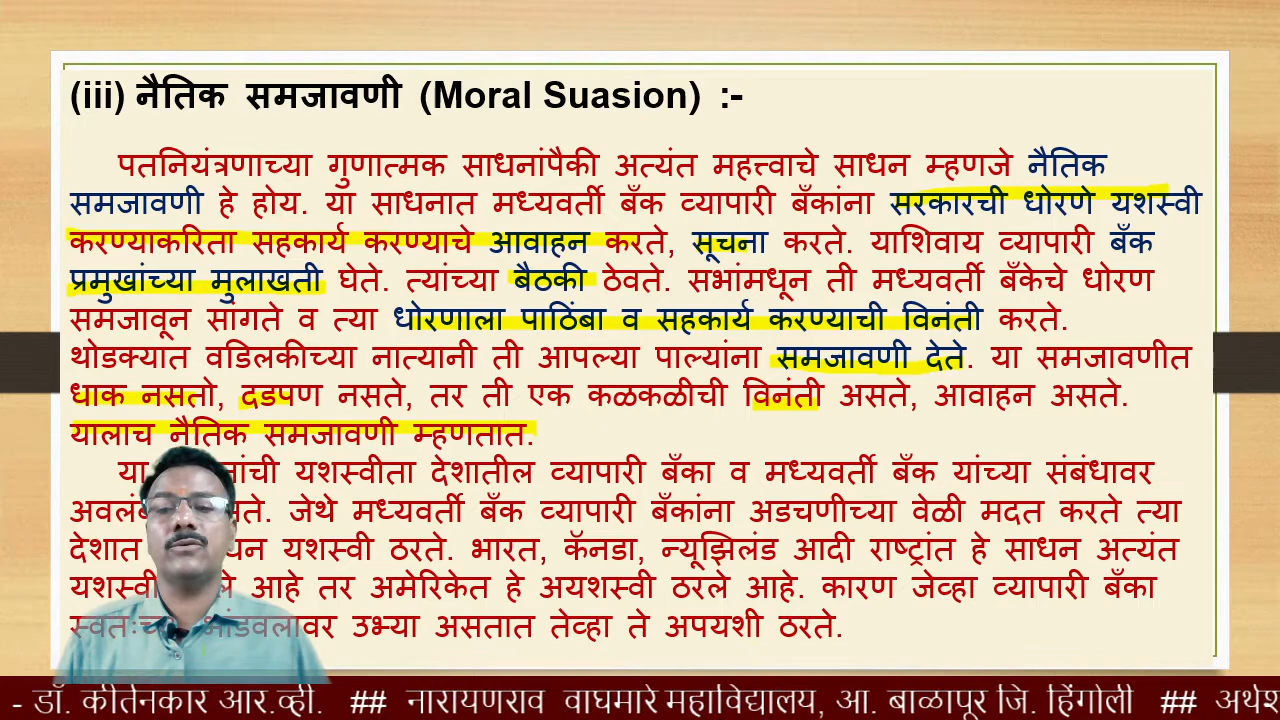 (iii) नैतिक समजावणी (Moral Suasion) :-
पतनियंत्रणाच्या गुणात्मक साधनांपैकी अत्यंत महत्त्वाचे साधन म्हणजे नैतिक
समजावणी हे होय. या साधनात मध्यवर्ती बँक व्यापारी बँकांना सरकारची धोरणे यशस्वी
करण्याकरिता सहकार्य करण्याचे आवाहन करते, सूचना करते. याशिवाय व्यापारी बँक
प्रमुखांच्या मुलाखती घेते. त्यांच्या बैठकी ठेवते. सभांमधून ती मध्यवर्ती बँकेचे धोरण
समजावून सांगते व त्या धोरणाला पाठिंबा व सहकार्य करण्याची विनंती करते.
थोडक्यात वडिलकीच्या नात्यानी ती आपल्या पाल्यांना समजावणी देते. या समजावणीत
धाक नसतो, दडपण नसते, तर ती एक कळकळीची विनंती असते, आवाहन असते.
यालाच नैतिक समजावणी म्हणतात.
या यशस्वीता देशातील व्यापारी बँका व मध्यवर्ती बँक यांच्या संबंधावर
जेथे मध्यवर्ती बँक व्यापारी बँकांना अडचणीच्या वेळी मदत करते त्या
देशात यशस्वी ठरते. भारत, कॅनडा, न्यूझिलंड आदी राष्ट्रांत हे साधन अत्यंत
यशस्वी आहे तर अमेरिकेत हे अयशस्वी ठरले आहे. कारण जेव्हा व्यापारी बँका
स्वतःच्या भांडवलावर उभ्या असतात तेव्हा ते अपयशी ठरते.
- डॉ. कीर्तनकार आर.व्ही. ## नारायणराव वाघमारे महाविद्यालय, आ. बाळापूर जि. हिंगोली ##